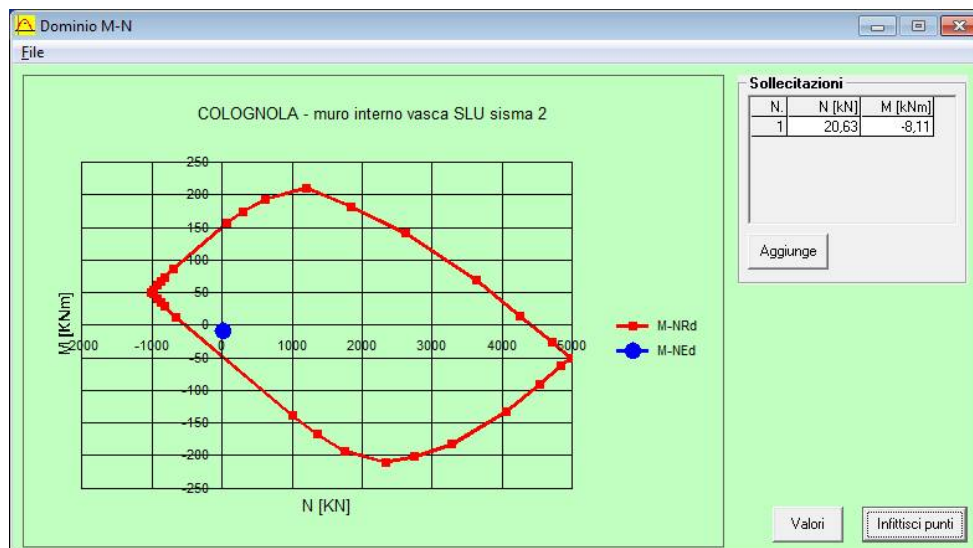 Dominio M-N
File
COLOGNOLA - muro interno vasca SLU sisma 2
250
200
150
100
50
0
-50
-100
-150
-200
-250
-2000 -1000 0 1000 2000 3000 4000 5000
M [KNm]
N [KN]
M-NRd
M-NEd
Sollecitazioni
N. N [kN] M [kNm]
1 20,63 -8,11
Aggiunge
Valori
Infittisci punti